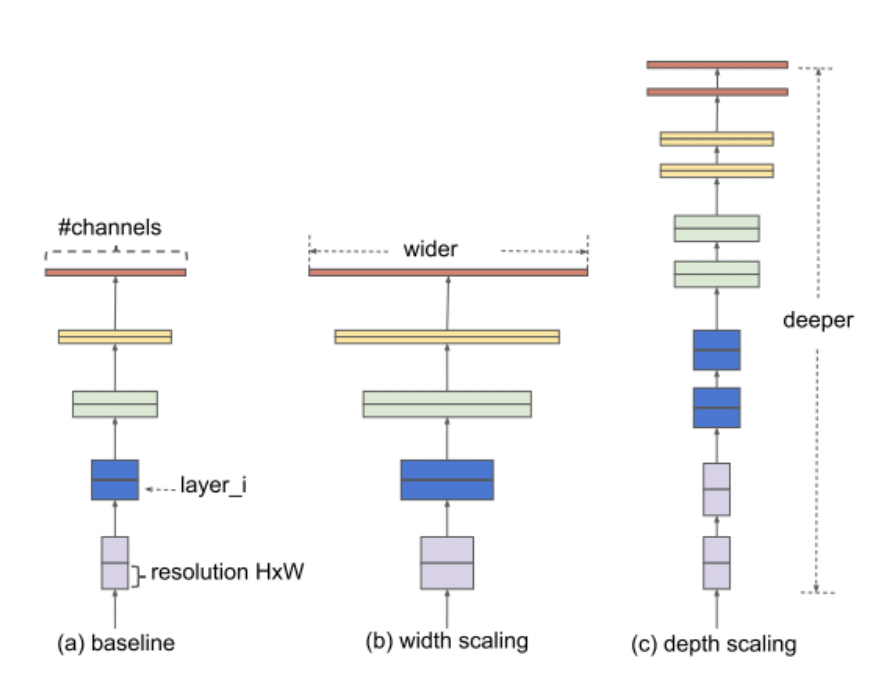 #channels
wider
deeper
layer_i
resolution HxW
(a) baseline
(b) width scaling
(c) depth scaling